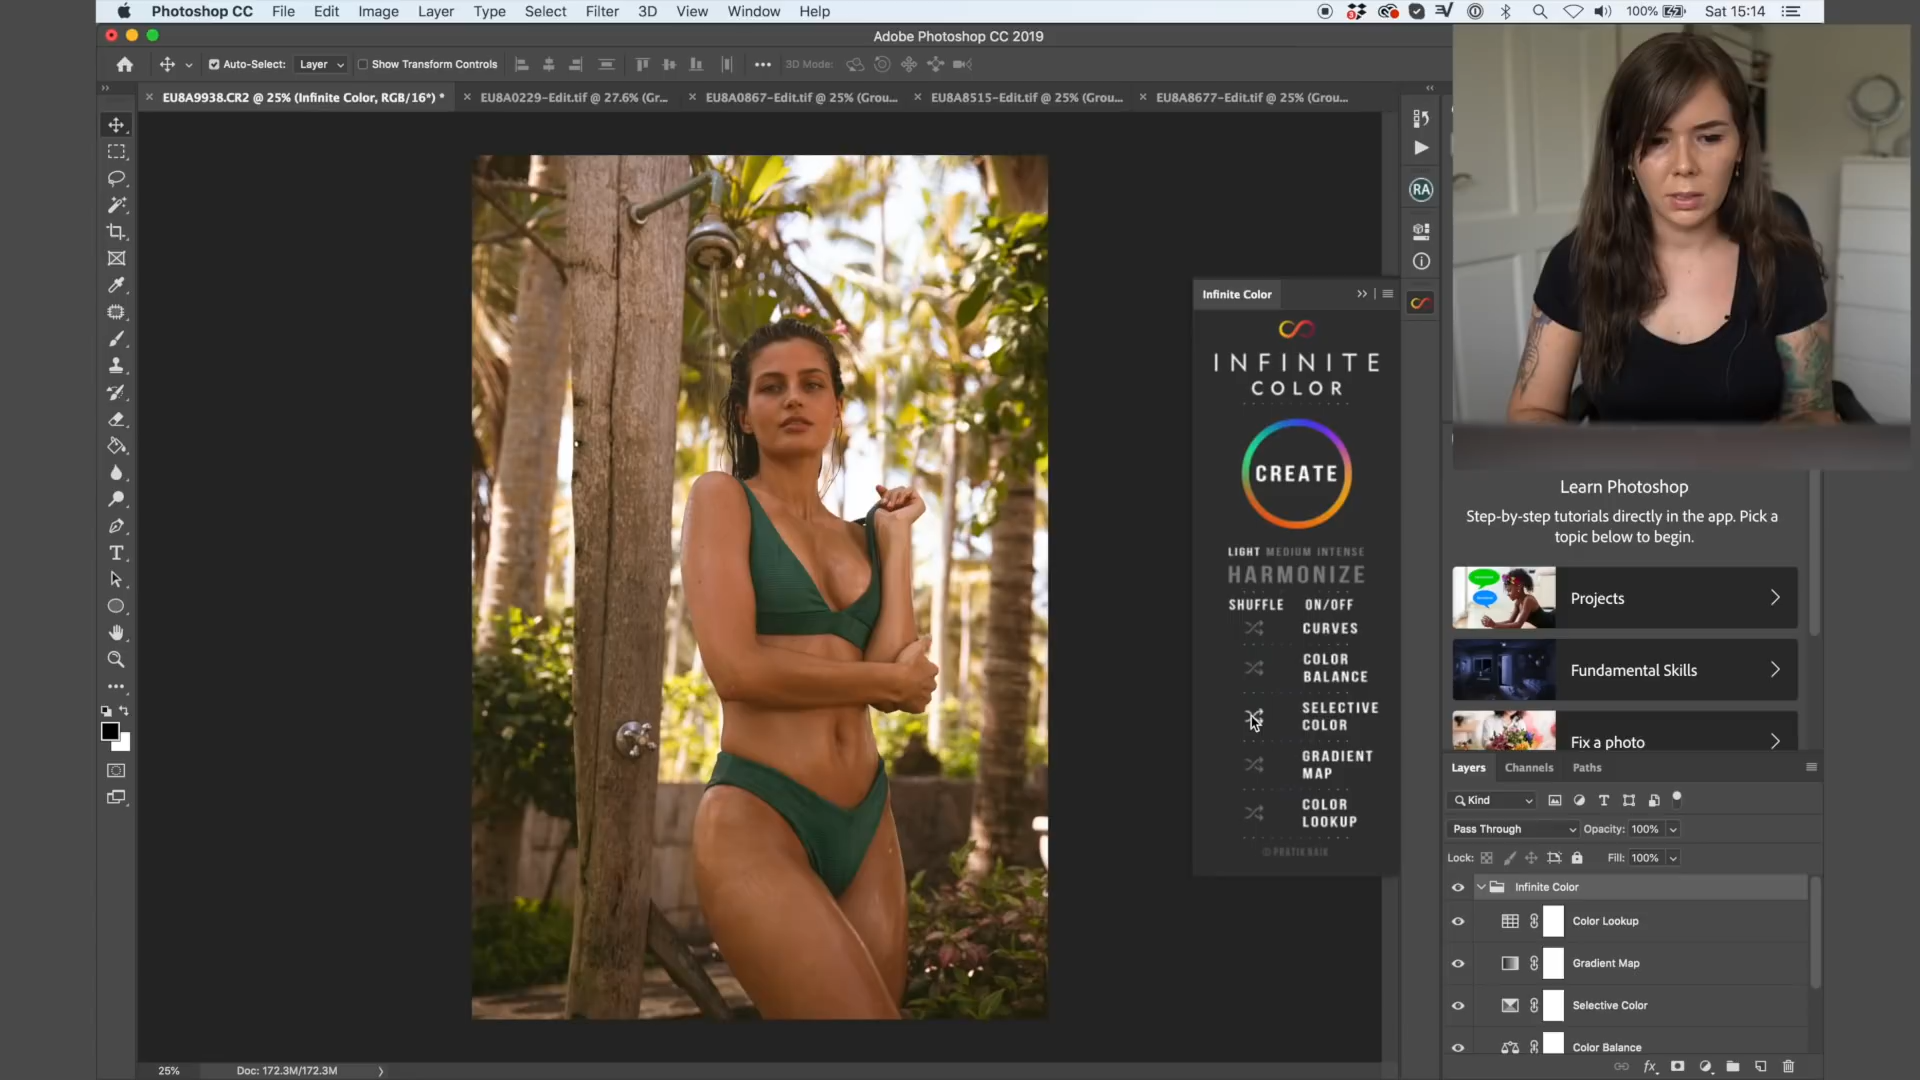 Photoshop CC File Edit Image Layer Type Select Filter 3D View Window Help
100% Sat 15:14
Adobe Photoshop CC 2019
Auto-Select: Layer Show Transform Controls 3D Mode:
EU8A9938.CR2 @ 25% (Infinite Color, RGB/16*) *
EU8A0229-Edit.tif @ 27.6% (Gr...
EU8A0867-Edit.tif @ 25% (Grou...
EU8A8515-Edit.tif @ 25% (Grou...
EU8A8677-Edit.tif @ 25% (Grou...
RA
Infinite Color
INFINITE
COLOR
CREATE
LIGHT MEDIUM INTENSE
HARMONIZE
SHUFFLE ON/OFF
CURVES
COLOR
BALANCE
SELECTIVE
COLOR
GRADIENT
MAP
COLOR
LOOKUP
© PRATIK NAIK
Learn Photoshop
Step-by-step tutorials directly in the app. Pick a
topic below to begin.
Projects
Fundamental Skills
Fix a photo
Layers Channels Paths
Kind
Pass Through Opacity: 100%
Lock: Fill: 100%
Infinite Color
Color Lookup
Gradient Map
Selective Color
Color Balance
fx
25% Doc: 172.3M/172.3M